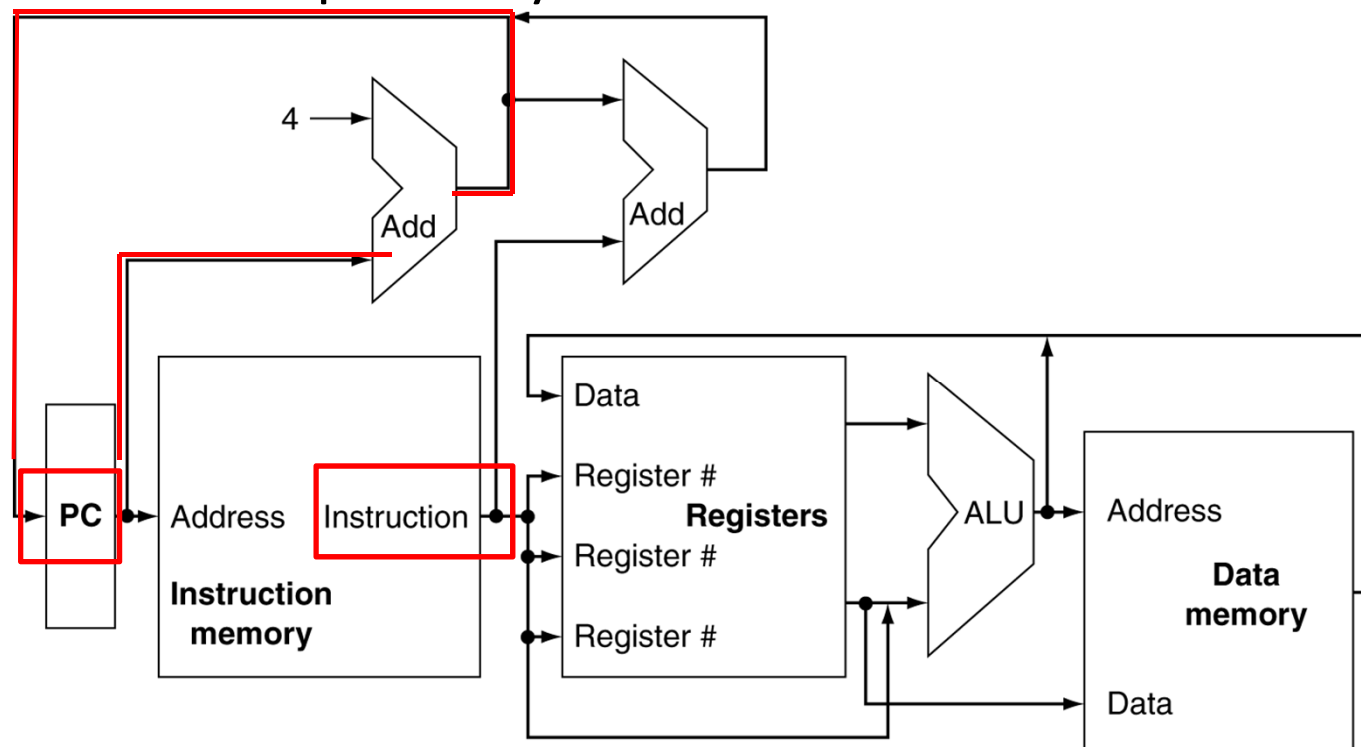 4
Add
Add
Data
Register #
Registers
Register #
Register #
PC
Address
Instruction
Instruction
memory
ALU
Address
Data
memory
Data